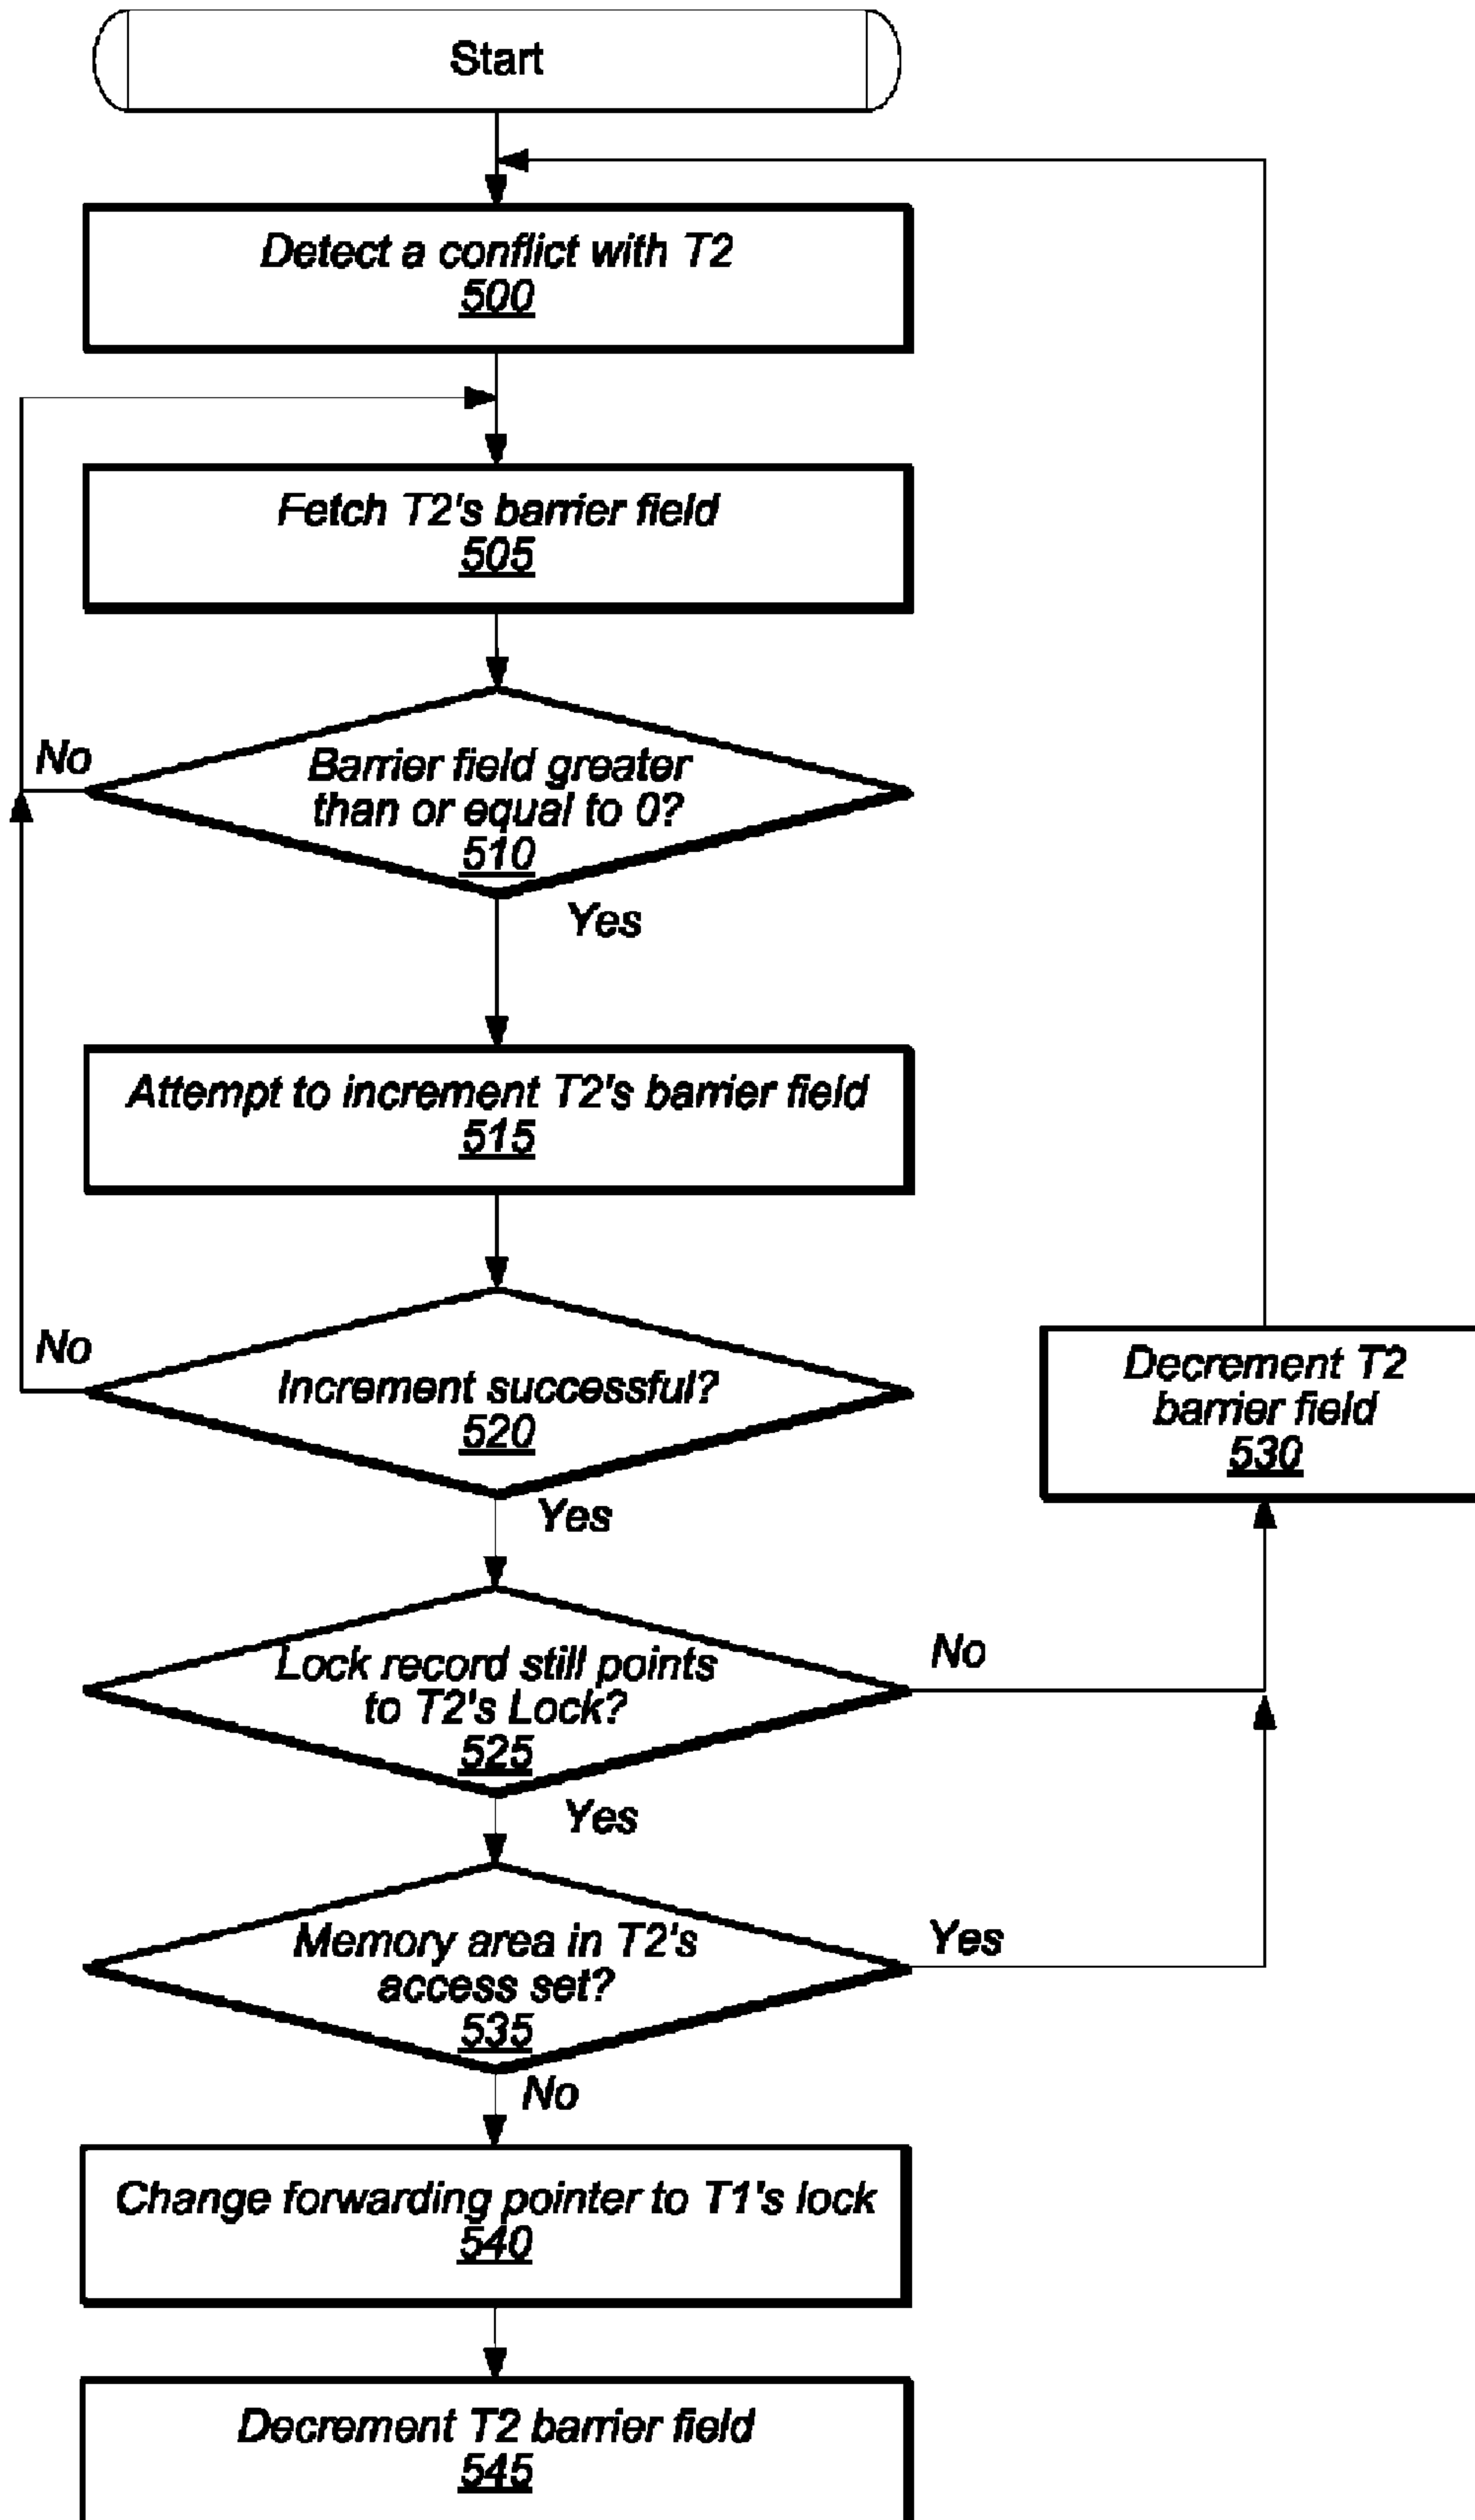 Start
Detect a conflict with T2
500
Fetch T2's barrier field
505
No
Barrier field greater
than or equal to 0?
510
Yes
Attempt to increment T2's barrier field
515
No
Increment successful?
520
Yes
Decrement T2
barrier field
530
Lock record still points
to T2's Lock?
525
No
Yes
Memory area in T2's
access set?
535
Yes
No
Change forwarding pointer to T1's lock
540
Decrement T2 barrier field
545